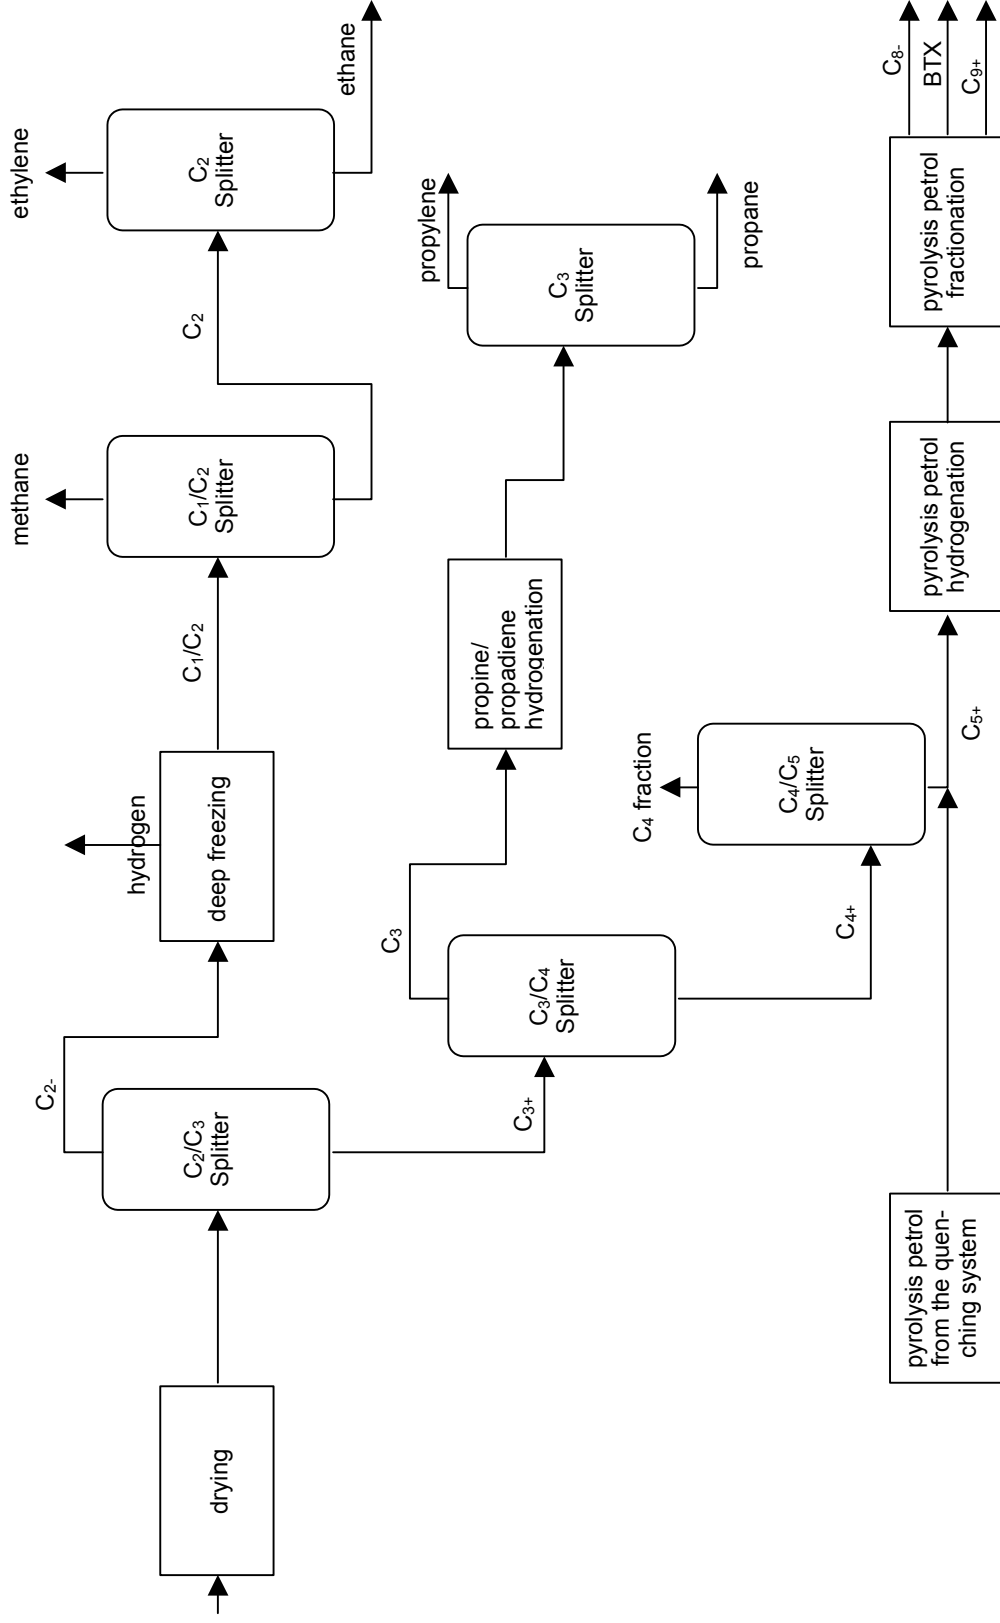 ethylene
C2
Splitter
ethane
C2
methane
C1/C2
Splitter
C1/C2
hydrogen
deep freezing
C2-
C2/C3
Splitter
drying
propylene
C3
Splitter
propane
propine/
propadiene
hydrogenation
C3
C3/C4
Splitter
C3+
C4 fraction
C4/C5
Splitter
C4+
C8-
BTX
C9+
pyrolysis petrol
fractionation
pyrolysis petrol
hydrogenation
C5+
pyrolysis petrol
from the quen-
ching system